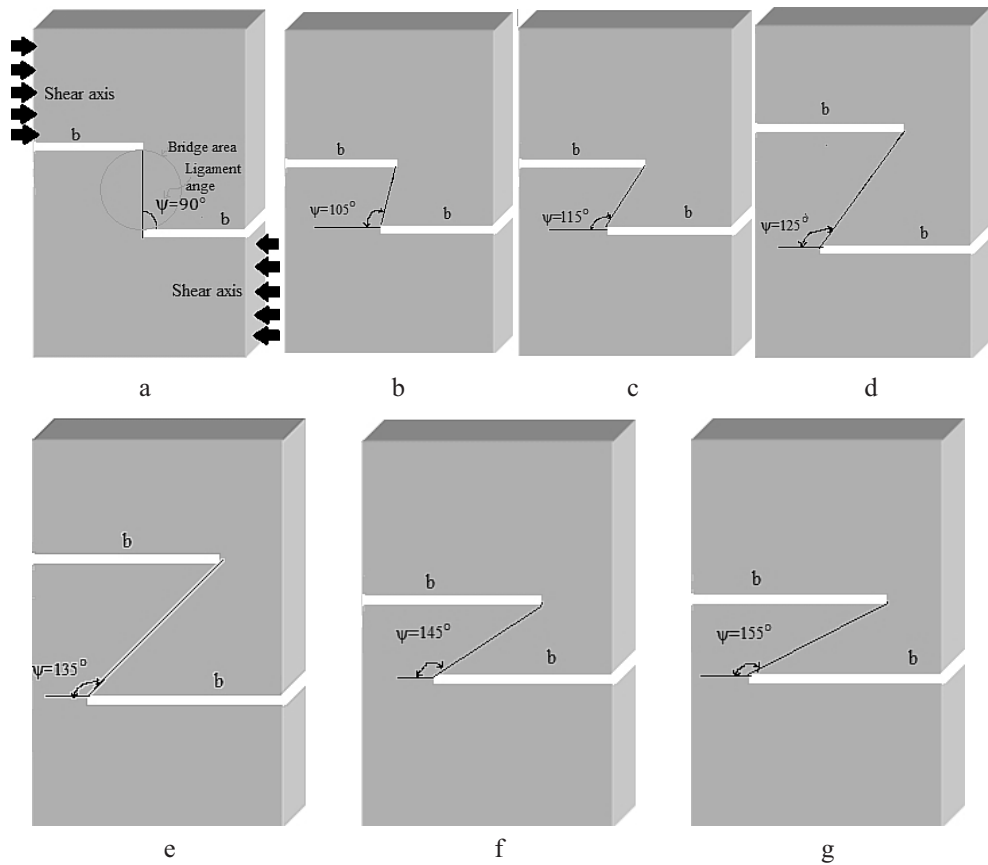 Shear axis
b
Bridge area
Ligament
ange
ψ=90°
b
Shear axis
a
b
ψ=105°
b
b
b
ψ=115°
b
c
b
ψ=125°
b
d
b
ψ=135°
b
e
b
ψ=145°
b
f
b
ψ=155°
b
g